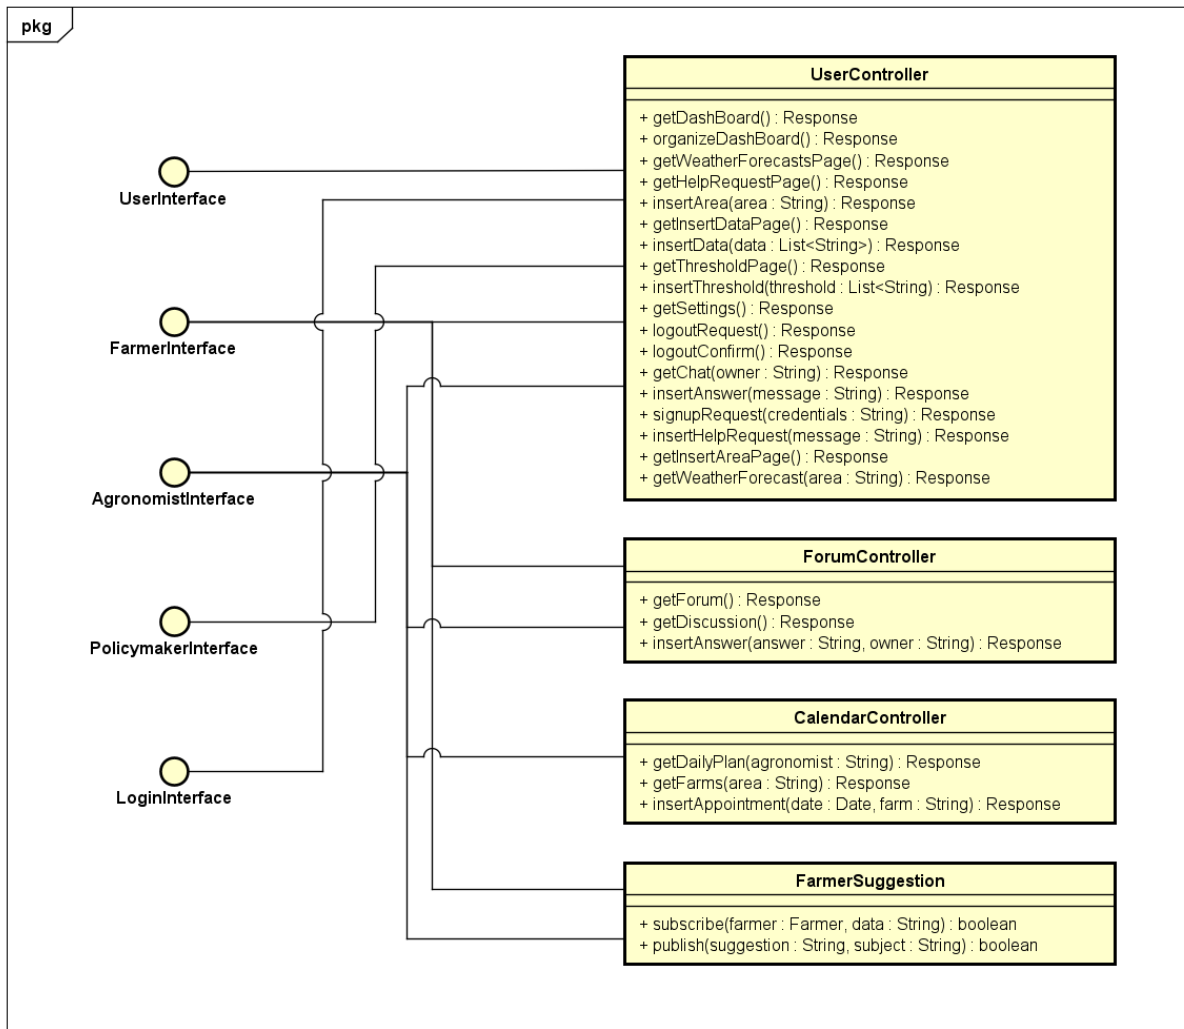 pkg
UserInterface
FarmerInterface
AgronomistInterface
PolicymakerInterface
LoginInterface
UserController
+ getDashBoard() : Response
+ organizeDashBoard() : Response
+ getWeatherForecastsPage() : Response
+ getHelpRequestPage() : Response
+ insertArea(area : String) : Response
+ getInsertDataPage() : Response
+ insertData(data : List<String>) : Response
+ getThresholdPage() : Response
+ insertThreshold(threshold : List<String) : Response
+ getSettings() : Response
+ logoutRequest() : Response
+ logoutConfirm() : Response
+ getChat(owner : String) : Response
+ insertAnswer(message : String) : Response
+ signupRequest(credentials : String) : Response
+ insertHelpRequest(message : String) : Response
+ getInsertAreaPage() : Response
+ getWeatherForecast(area : String) : Response
ForumController
+ getForum() : Response
+ getDiscussion() : Response
+ insertAnswer(answer : String, owner : String) : Response
CalendarController
+ getDailyPlan(agronomist : String) : Response
+ getFarms(area : String) : Response
+ insertAppointment(date : Date, farm : String) : Response
FarmerSuggestion
+ subscribe(farmer : Farmer, data : String) : boolean
+ publish(suggestion : String, subject : String) : boolean